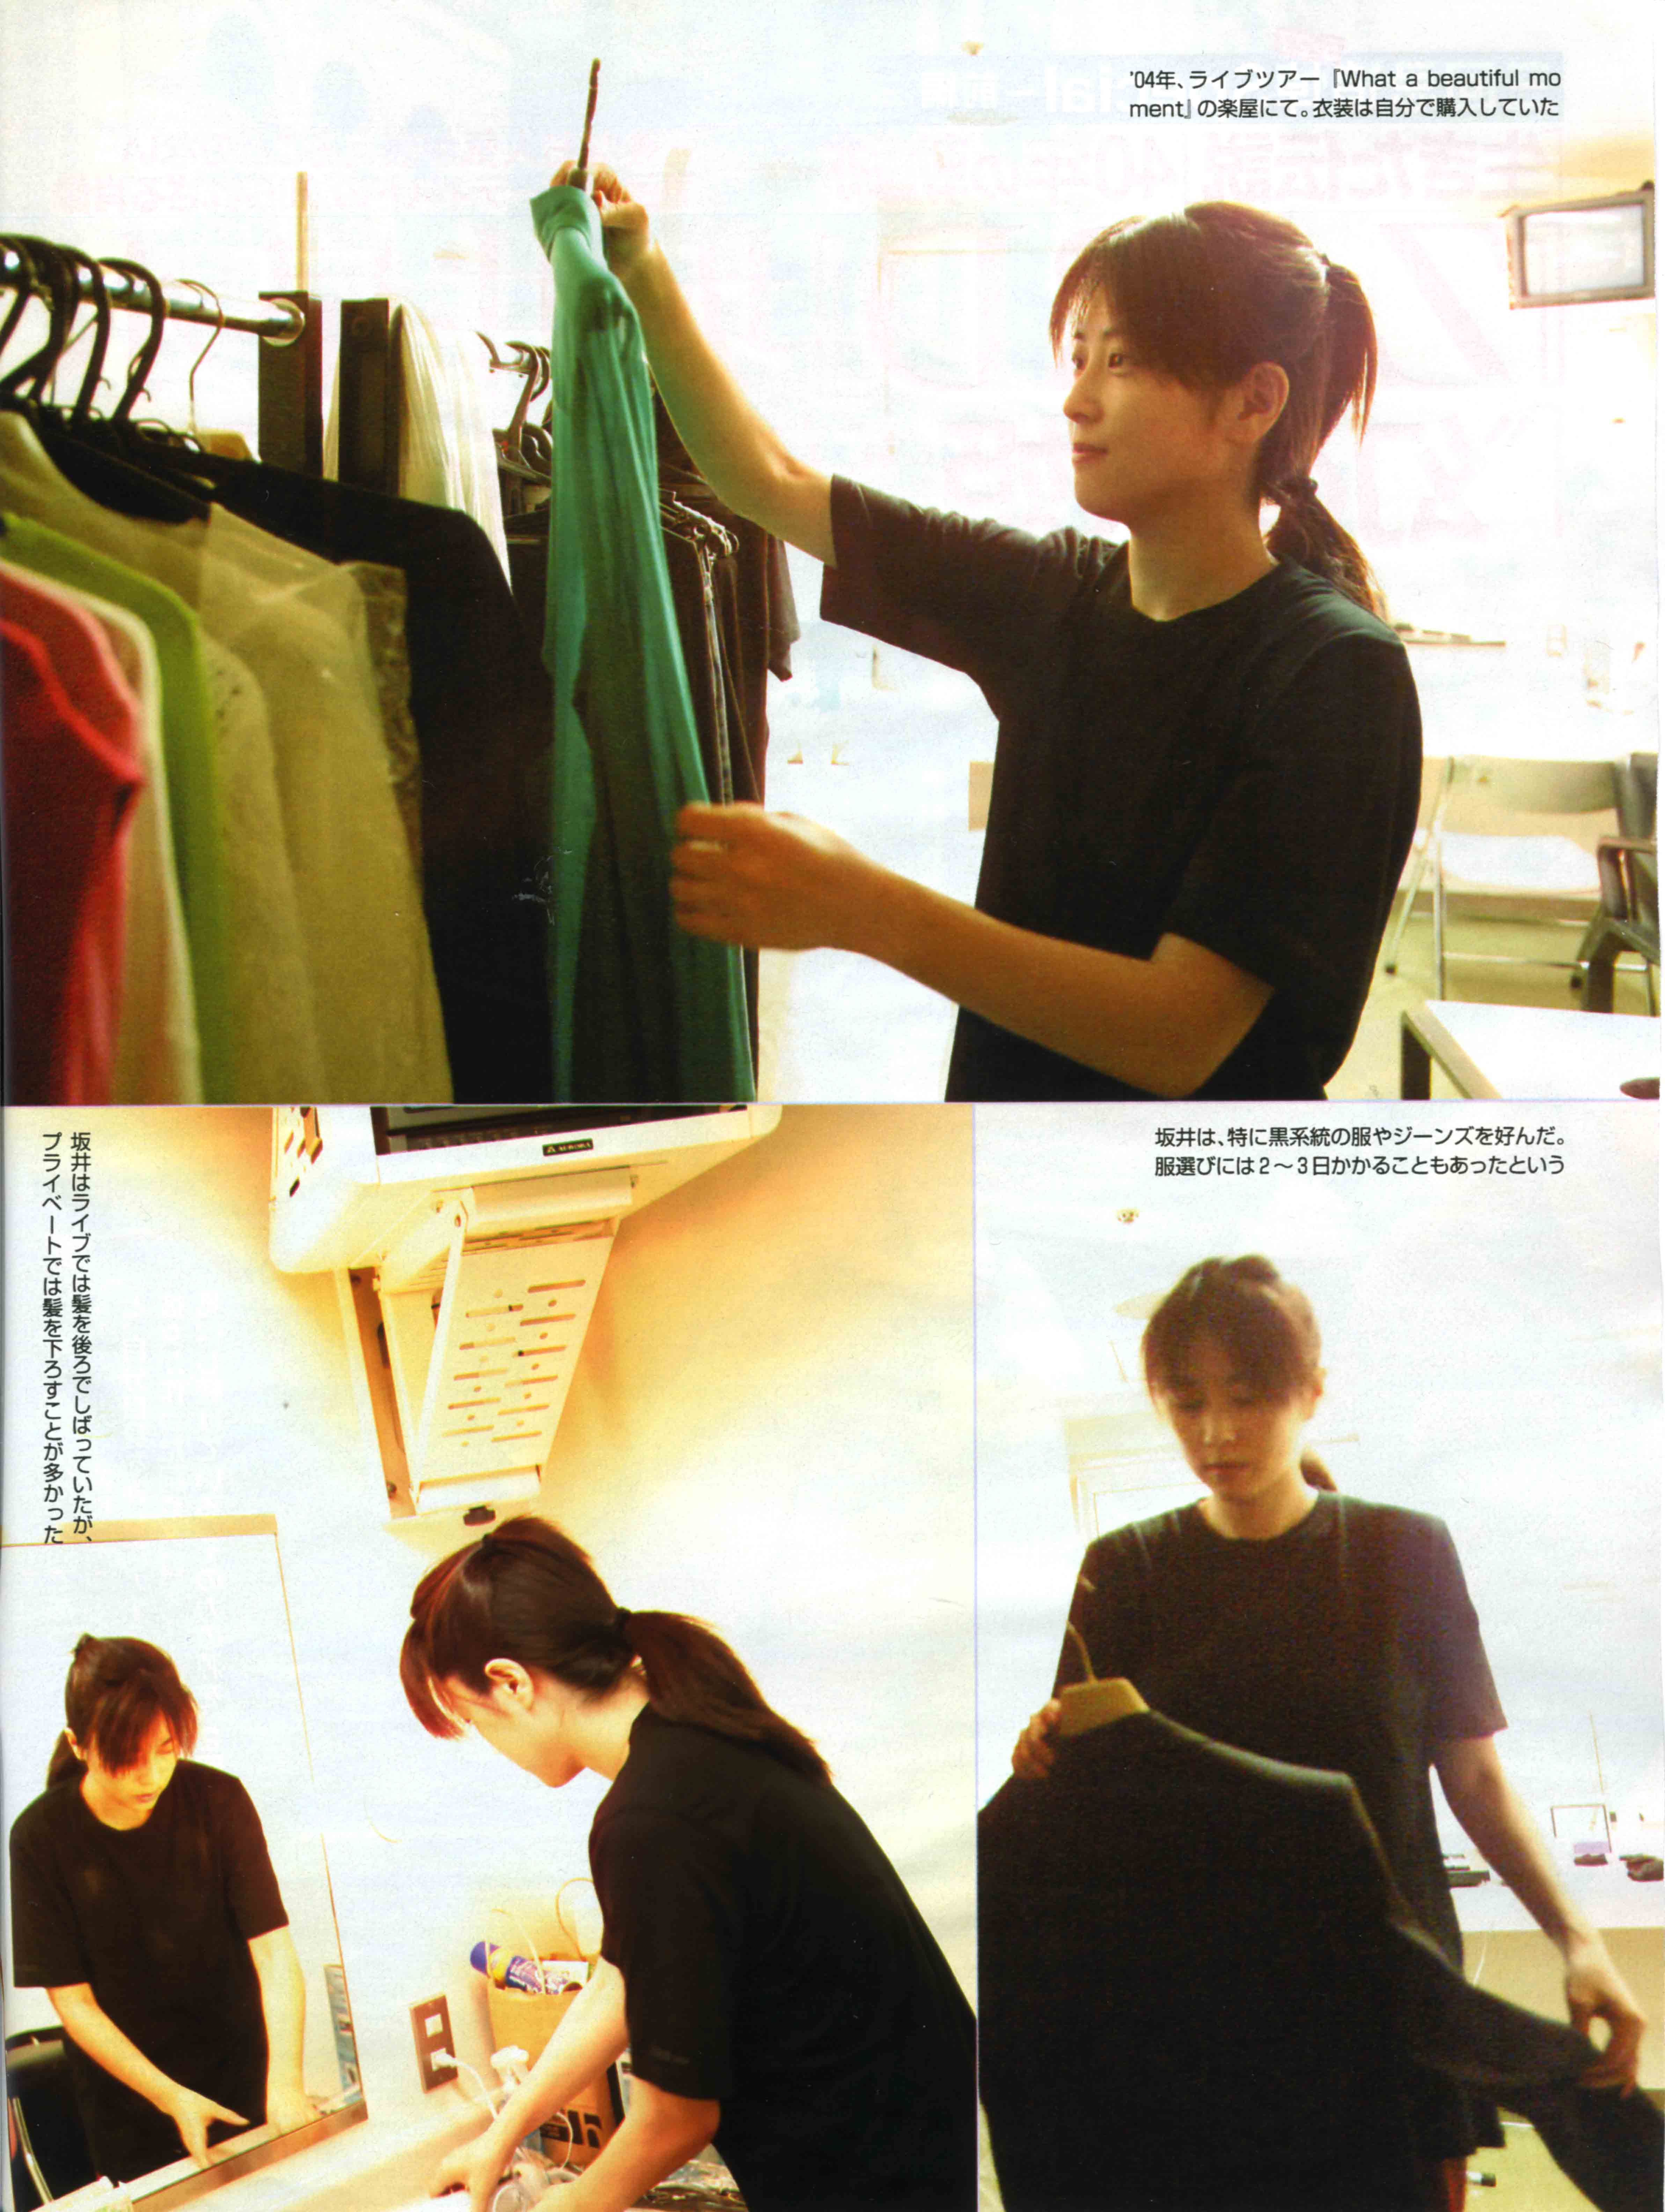 '04年、ライブツアー『What a beautiful mo
ment』の楽屋にて。衣装は自分で購入していた
坂井は、特に黒系統の服やジーンズを好んだ。
服選びには2～3日かかることもあったという
坂井はライブでは髪を後ろでしばっていたが、
プライベートでは髪を下ろすことが多かった
AURORA